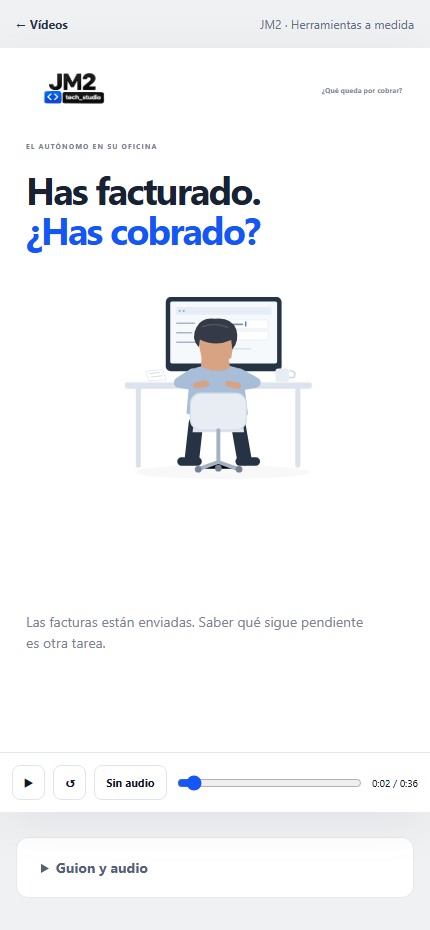 ← Vídeos
JM2 · Herramientas a medida
JM2
<> tech_studio
¿Qué queda por cobrar?
EL AUTÓNOMO EN SU OFICINA
Has facturado.
¿Has cobrado?
Las facturas están enviadas. Saber qué sigue pendiente
es otra tarea.
Sin audio
0:02 / 0:36
Guion y audio